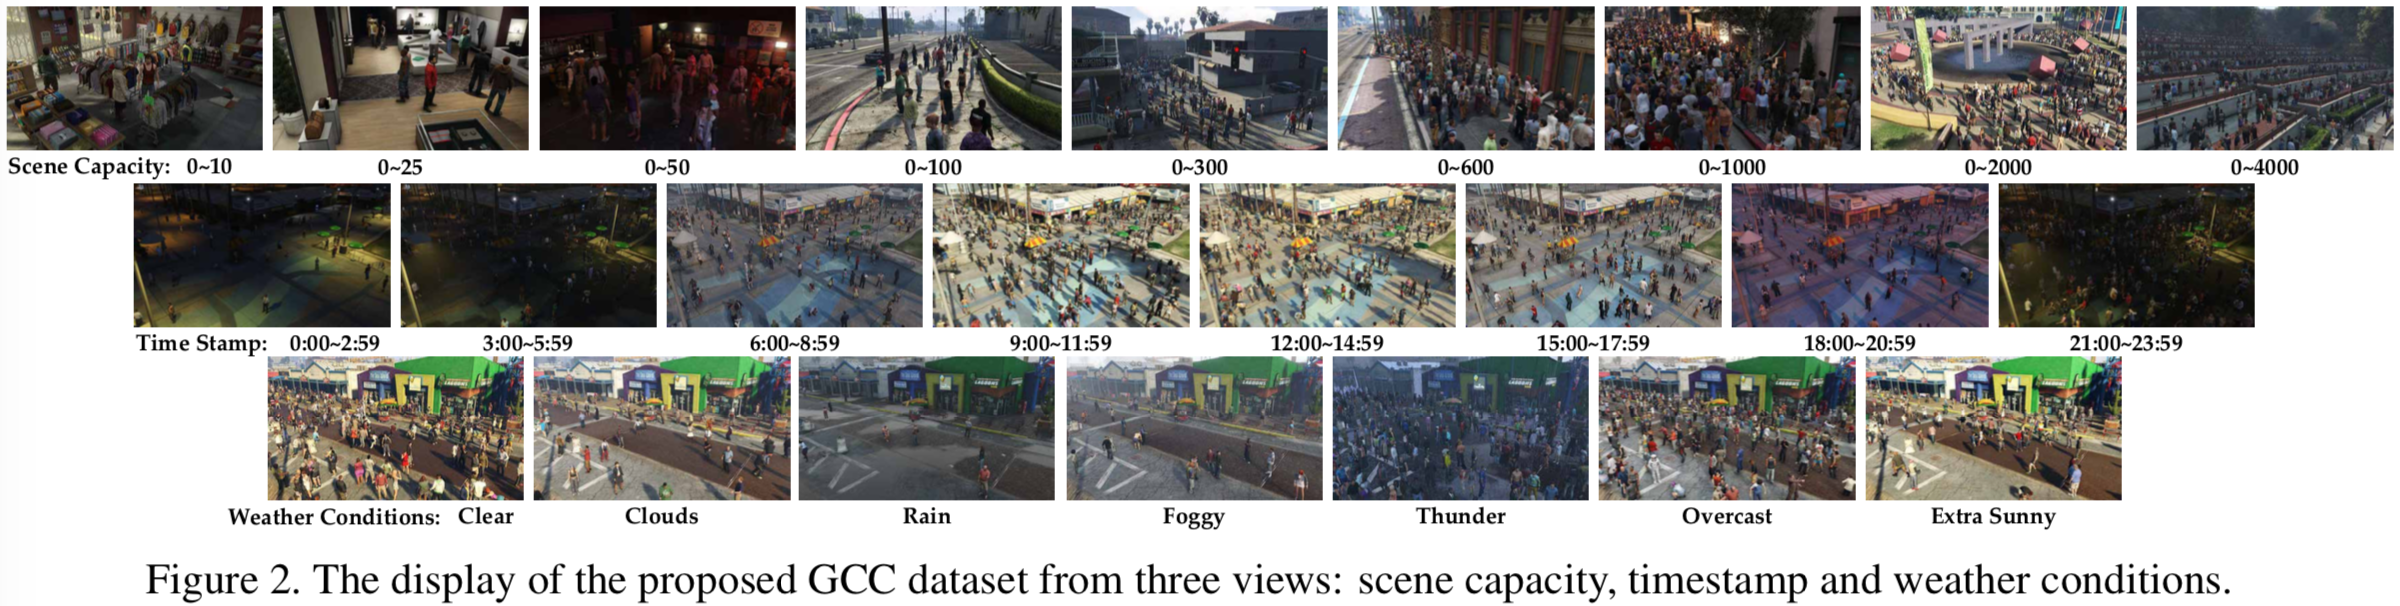 Scene Capacity: 0~10 0~25 0~50 0~100 0~300 0~600 0~1000 0~2000 0~4000
Time Stamp: 0:00~2:59 3:00~5:59 6:00~8:59 9:00~11:59 12:00~14:59 15:00~17:59 18:00~20:59 21:00~23:59
Weather Conditions: Clear Clouds Rain Foggy Thunder Overcast Extra Sunny
Figure 2. The display of the proposed GCC dataset from three views: scene capacity, timestamp and weather conditions.